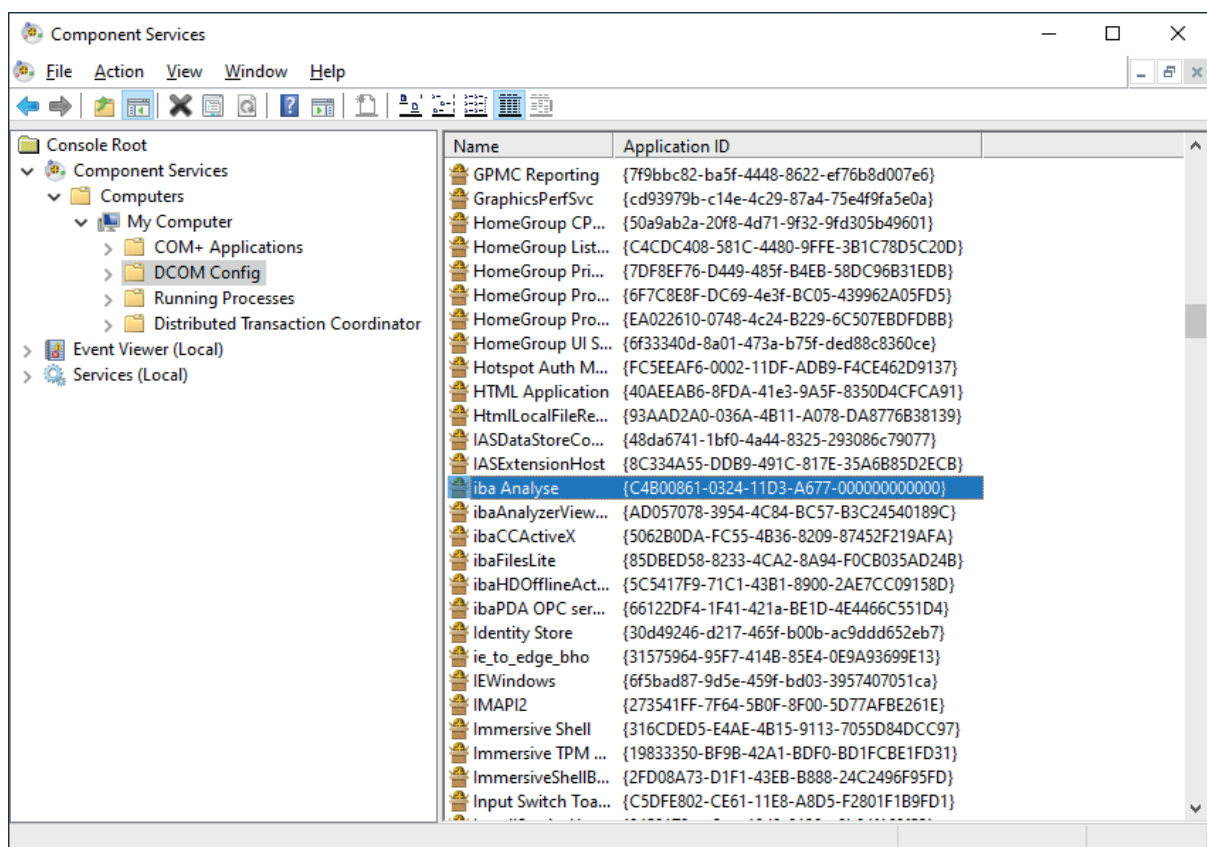 Component Services
File Action View Window Help
Console Root
Component Services
Computers
My Computer
COM+ Applications
DCOM Config
Running Processes
Distributed Transaction Coordinator
Event Viewer (Local)
Services (Local)
Name Application ID
GPMC Reporting {7f9bbc82-ba5f-4448-8622-ef76b8d007e6}
GraphicsPerfSvc {cd93979b-c14e-4c29-87a4-75e4f9fa5e0a}
HomeGroup CP... {50a9ab2a-20f8-4d71-9f32-9fd305b49601}
HomeGroup List... {C4CDC408-581C-4480-9FFE-3B1C78D5C20D}
HomeGroup Pri... {7DF8EF76-D449-485f-B4EB-58DC96B31EDB}
HomeGroup Pro... {6F7C8E8F-DC69-4e3f-BC05-439962A05FD5}
HomeGroup Pro... {EA022610-0748-4c24-B229-6C507EBDFDBB}
HomeGroup UI S... {6f33340d-8a01-473a-b75f-ded88c8360ce}
Hotspot Auth M... {FC5EEAF6-0002-11DF-ADB9-F4CE462D9137}
HTML Application {40AEEAB6-8FDA-41e3-9A5F-8350D4CFCA91}
HtmlLocalFileRe... {93AAD2A0-036A-4B11-A078-DA8776B38139}
IASDataStoreCo... {48da6741-1bf0-4a44-8325-293086c79077}
IASExtensionHost {8C334A55-DDB9-491C-817E-35A6B85D2ECB}
iba Analyse {C4B00861-0324-11D3-A677-000000000000}
ibaAnalyzerView... {AD057078-3954-4C84-BC57-B3C24540189C}
ibaCCActiveX {5062B0DA-FC55-4B36-8209-87452F219AFA}
ibaFilesLite {85DBED58-8233-4CA2-8A94-F0CB035AD24B}
ibaHDOfflineAct... {5C5417F9-71C1-43B1-8900-2AE7CC09158D}
ibaPDA OPC ser... {66122DF4-1F41-421a-BE1D-4E4466C551D4}
Identity Store {30d49246-d217-465f-b00b-ac9ddd652eb7}
ie_to_edge_bho {31575964-95F7-414B-85E4-0E9A93699E13}
IEWindows {6f5bad87-9d5e-459f-bd03-3957407051ca}
IMAPI2 {273541FF-7F64-5B0F-8F00-5D77AFBE261E}
Immersive Shell {316CDED5-E4AE-4B15-9113-7055D84DCC97}
Immersive TPM ... {19833350-BF9B-42A1-BDF0-BD1FCBE1FD31}
ImmersiveShellB... {2FD08A73-D1F1-43EB-B888-24C2496F95FD}
Input Switch Toa... {C5DFE802-CE61-11E8-A8D5-F2801F1B9FD1}